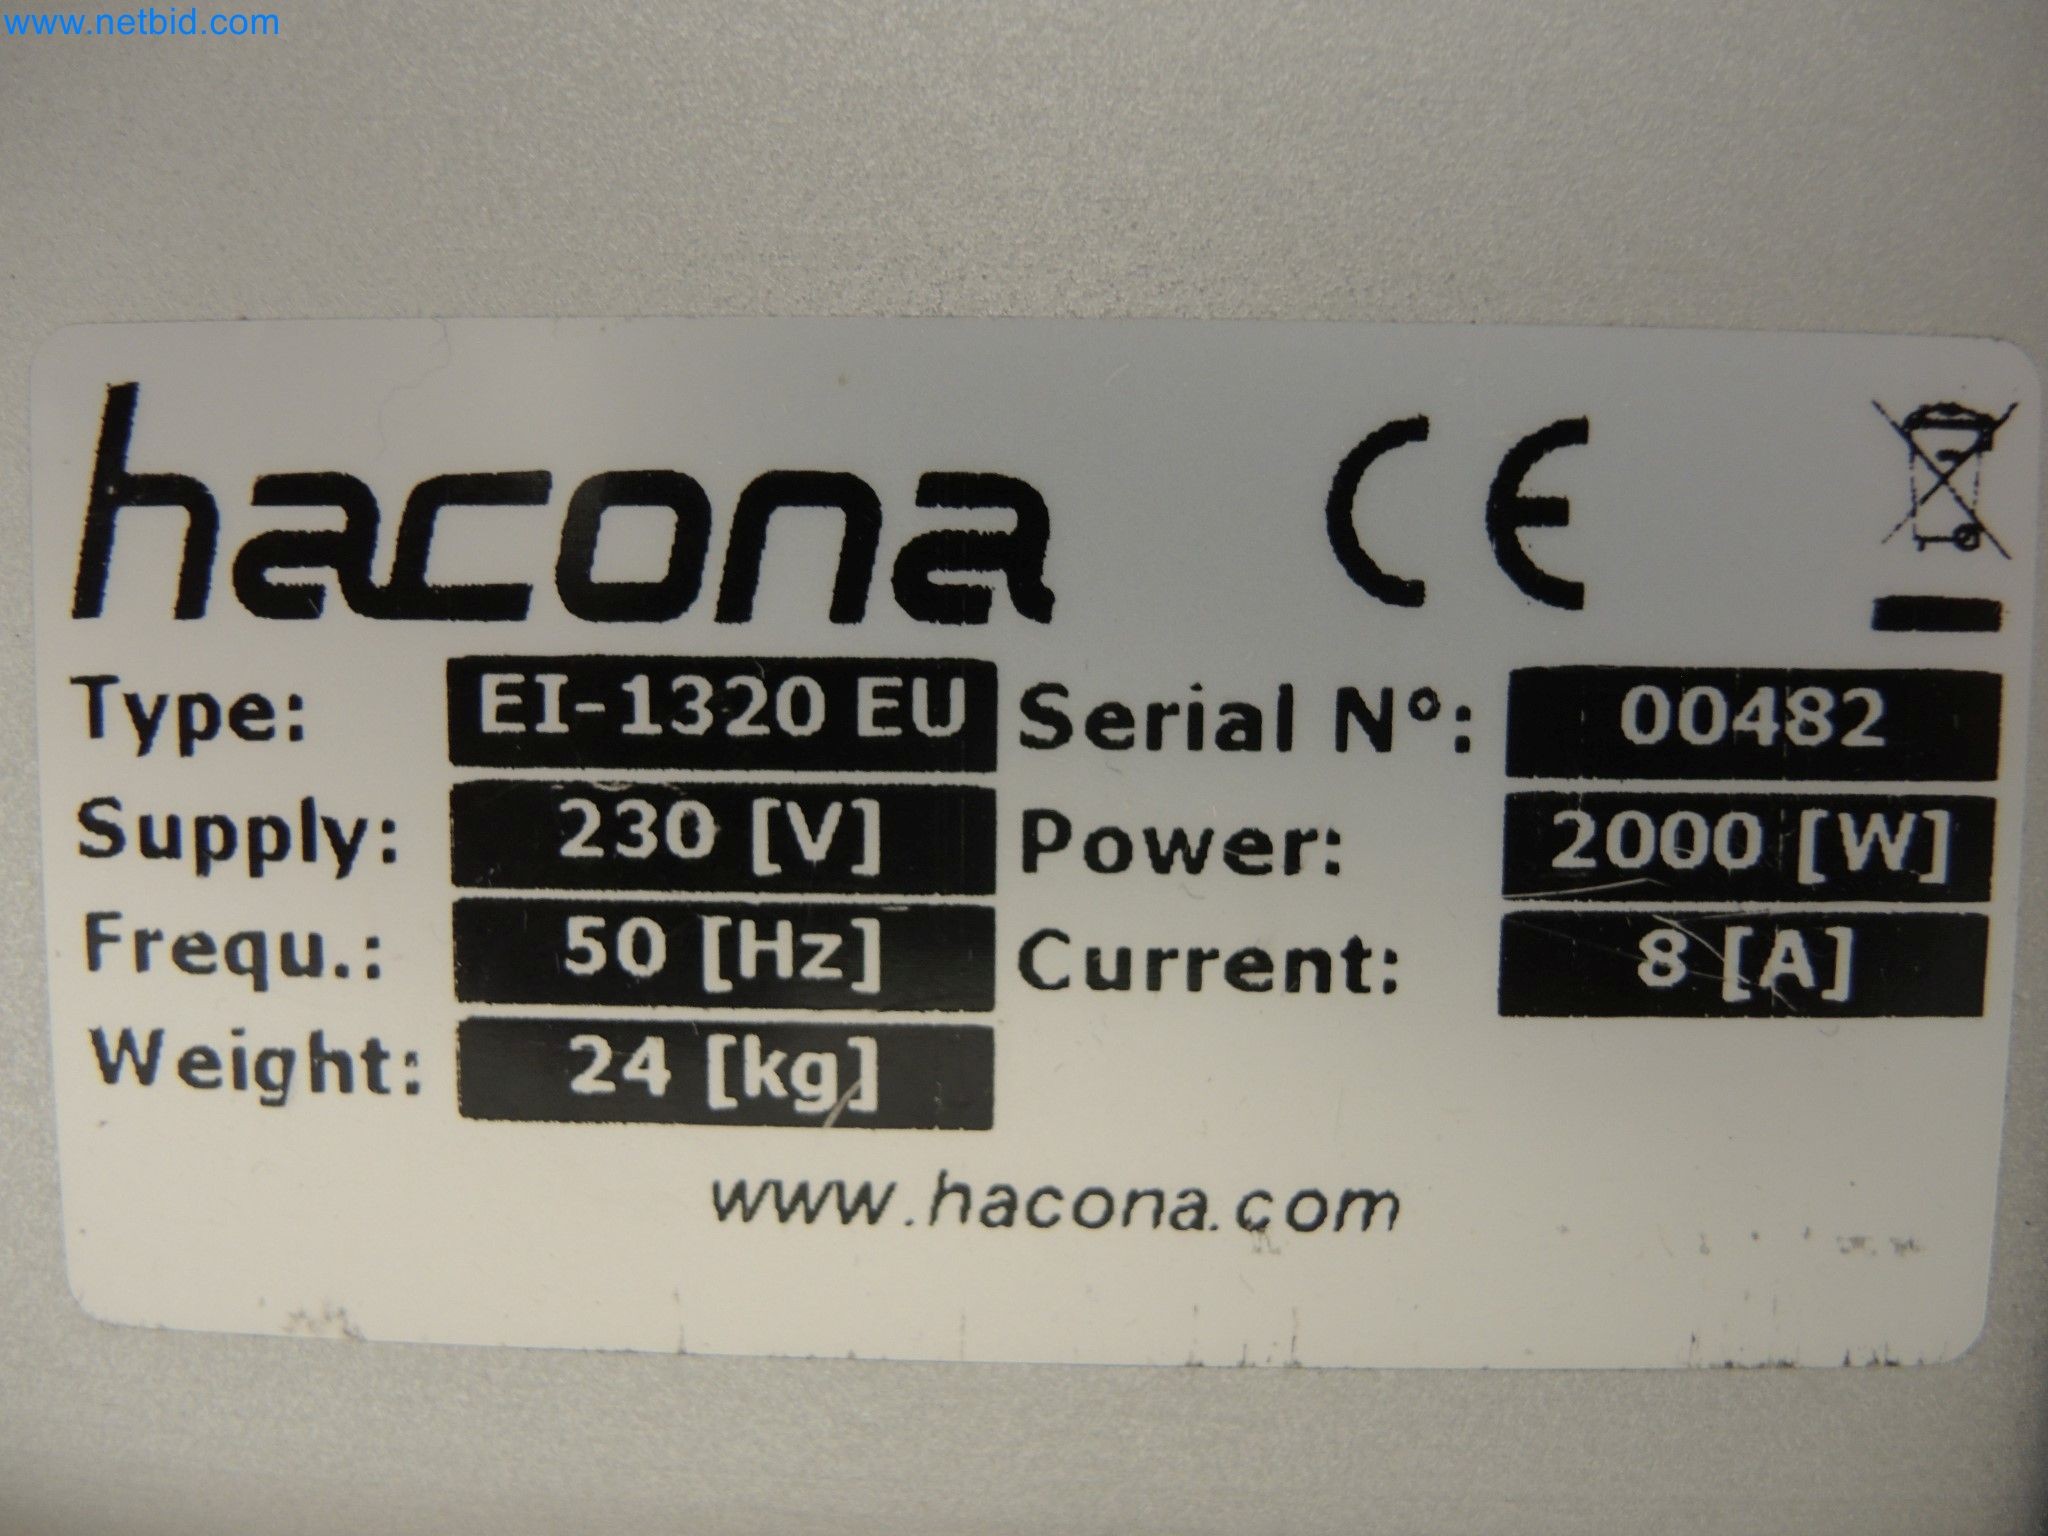 www.netbid.com
hacona CE
Type: EI-1320 EU Serial N°: 00482
Supply: 230 [V] Power: 2000 [W]
Frequ.: 50 [Hz] Current: 8 [A]
Weight: 24 [kg]
www.hacona.com